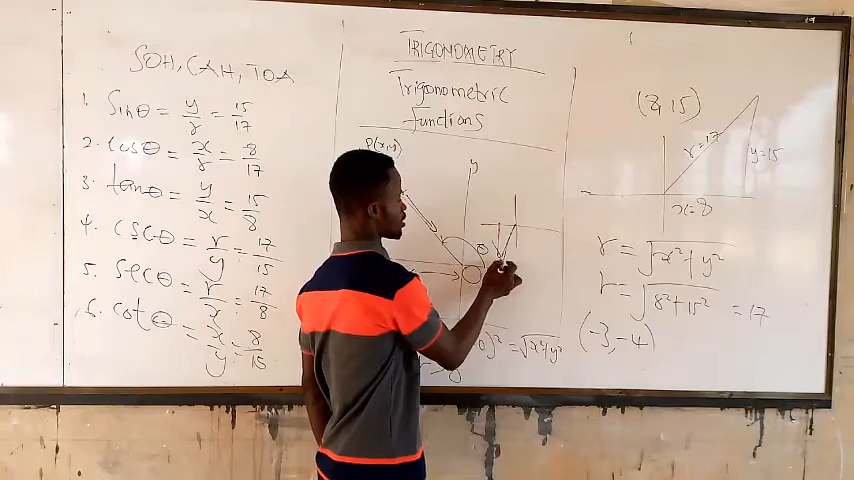 SOH, CAH, TOA
1. Sinθ = y/r = 15/17
2. Cosθ = x/r = 8/17
3. tanθ = y/x = 15/8
4. CSCθ = r/y = 17/15
5. Secθ = r/x = 17/8
6. Cotθ = x/y = 8/15
TRIGONOMETRY
Trigonometric
functions
P(x,y)
y
θ
= √x²+y²
(8, 15)
r=17
y=15
x=8
r = √x²+y²
r = √8²+15² = 17
(-3, -4)